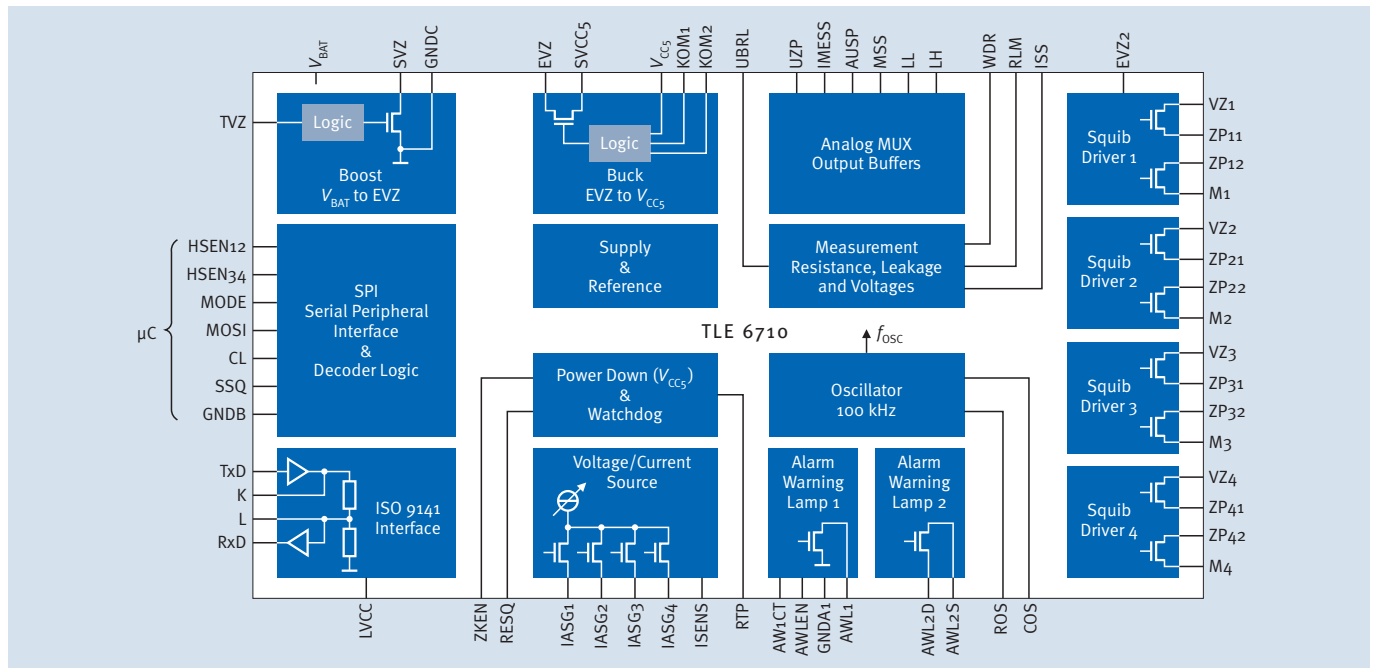 V_BAT
SVZ
GNDC
EVZ
SVCC5
V_CC5
KOM1
KOM2
UBRL
UZP
IMESS
AUSP
MSS
LL
LH
WDR
RLM
ISS
EVZ2
TVZ
Logic
Boost
V_BAT to EVZ
Logic
Buck
EVZ to V_CC5
Analog MUX
Output Buffers
Squib
Driver 1
VZ1
ZP11
ZP12
M1
µC
HSEN12
HSEN34
MODE
MOSI
CL
SSQ
GNDB
SPI
Serial Peripheral
Interface
&
Decoder Logic
Supply
&
Reference
Measurement
Resistance, Leakage
and Voltages
Squib
Driver 2
VZ2
ZP21
ZP22
M2
TLE 6710
f_OSC
Power Down (V_CC5)
&
Watchdog
Oscillator
100 kHz
Squib
Driver 3
VZ3
ZP31
ZP32
M3
TxD
K
L
RxD
ISO 9141
Interface
Voltage/Current
Source
Alarm
Warning
Lamp 1
Alarm
Warning
Lamp 2
Squib
Driver 4
VZ4
ZP41
ZP42
M4
LVCC
ZKEN
RESQ
IASG1
IASG2
IASG3
IASG4
ISENS
RTP
AW1CT
AWLEN
GNDA1
AWL1
AWL2D
AWL2S
ROS
COS